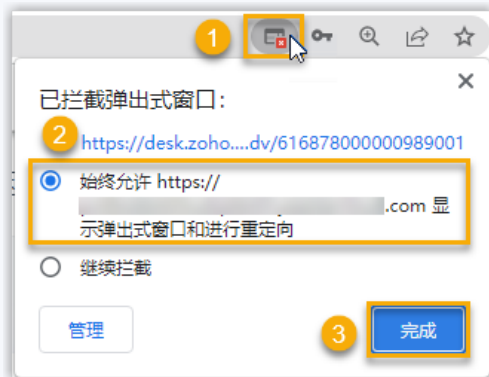 1
已拦截弹出式窗口：
2
https://desk.zoho....dv/616878000000989001
始终允许 https://
.com 显
示弹出式窗口和进行重定向
继续拦截
管理
3
完成